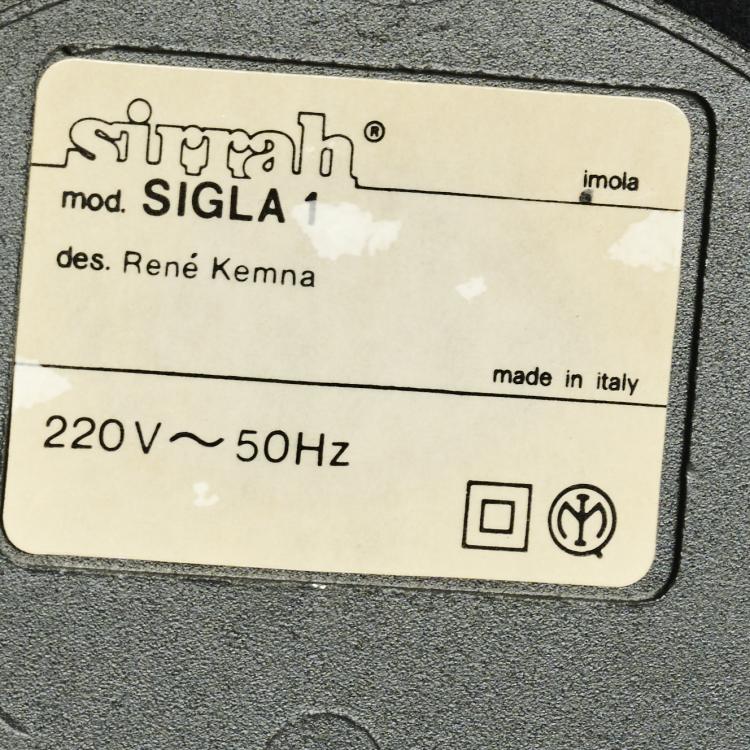 sirrah®
imola
mod. SIGLA 1
des. René Kemna
made in italy
220V～50Hz